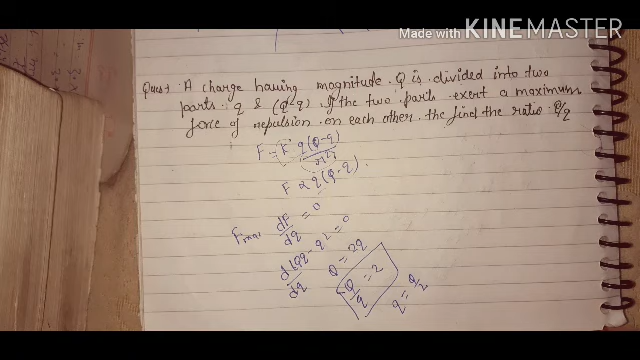 Made with KINEMASTER
Ques:- A charge having magnitude Q is divided into two
parts q & (Q-q). If the two parts exert a maximum
force of repulsion on each other. the find the ratio Q/q
F = K q(Q-q)
F ∝ q(Q-q).
Fmax dF/dq = 0
d(Qq - q²)/dq = 0
Q = 2q
Q/q = 2
q = Q/2